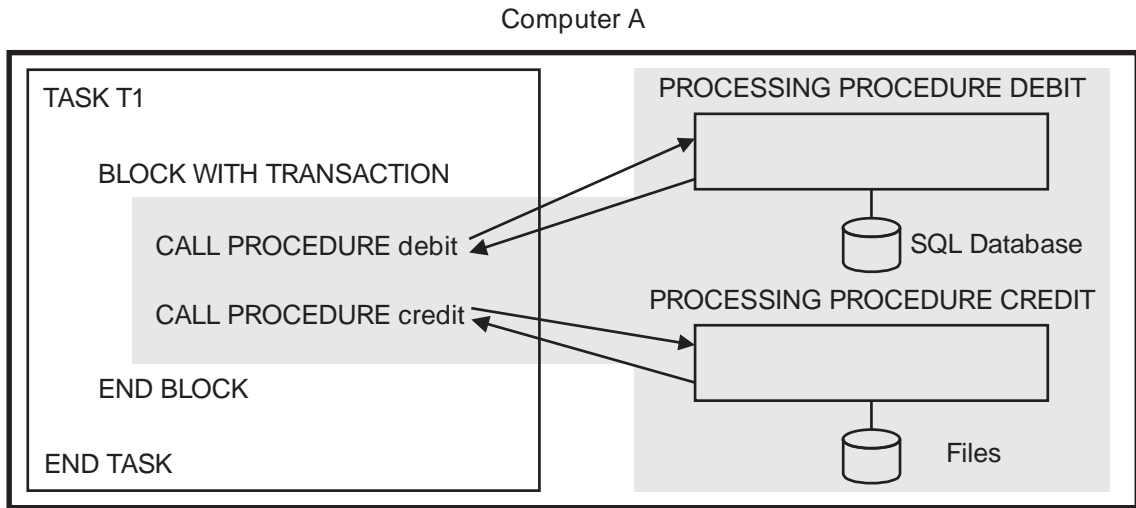 Computer A
TASK T1
BLOCK WITH TRANSACTION
CALL PROCEDURE debit
CALL PROCEDURE credit
END BLOCK
END TASK
PROCESSING PROCEDURE DEBIT
SQL Database
PROCESSING PROCEDURE CREDIT
Files